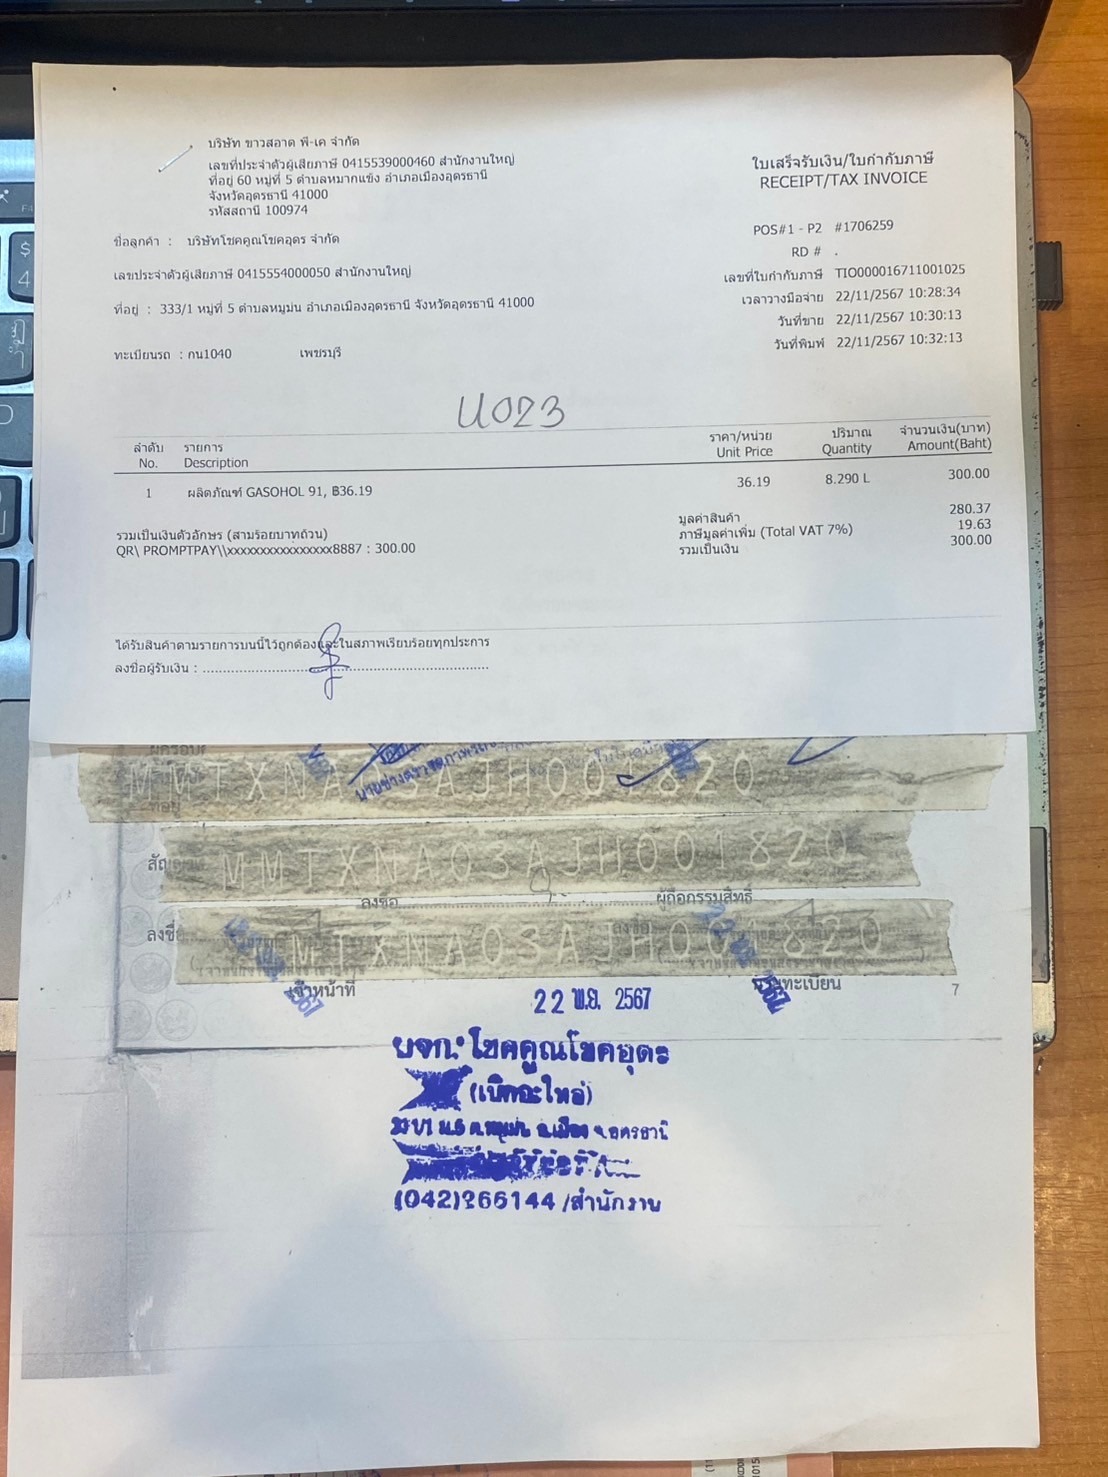 บริษัท ขาวสอาด พี-เค จำกัด
เลขที่ประจำตัวผู้เสียภาษี 0415539000460 สำนักงานใหญ่
ที่อยู่ 60 หมู่ที่ 5 ตำบลหมากแข้ง อำเภอเมืองอุดรธานี
จังหวัดอุดรธานี 41000
รหัสสถานี 100974
ใบเสร็จรับเงิน/ใบกำกับภาษี
RECEIPT/TAX INVOICE
POS#1 - P2 #1706259
RD # .
เลขที่ใบกำกับภาษี TIO000016711001025
เวลาวางมือจ่าย 22/11/2567 10:28:34
วันที่ขาย 22/11/2567 10:30:13
วันที่พิมพ์ 22/11/2567 10:32:13
ชื่อลูกค้า : บริษัทโชคคูณโชคอุดร จำกัด
เลขประจำตัวผู้เสียภาษี 0415554000050 สำนักงานใหญ่
ที่อยู่ : 333/1 หมู่ที่ 5 ตำบลหมูม่น อำเภอเมืองอุดรธานี จังหวัดอุดรธานี 41000
ทะเบียนรถ : กน1040 เพชรบุรี
U023
ลำดับ รายการ ราคา/หน่วย ปริมาณ จำนวนเงิน(บาท)
No. Description Unit Price Quantity Amount(Baht)
1 ผลิตภัณฑ์ GASOHOL 91, ฿36.19 36.19 8.290 L 300.00
มูลค่าสินค้า 280.37
รวมเป็นเงินตัวอักษร (สามร้อยบาทถ้วน) ภาษีมูลค่าเพิ่ม (Total VAT 7%) 19.63
QR\ PROMPTPAY\\xxxxxxxxxxxxxxxx8887 : 300.00 รวมเป็นเงิน 300.00
ได้รับสินค้าตามรายการบนนี้ไว้ถูกต้องและในสภาพเรียบร้อยทุกประการ
ลงชื่อผู้รับเงิน :
MMTXNA03AJH001820
MMTXNA03AJH001820
ลงชื่อ ผู้ถือกรรมสิทธิ์
MMTXNA03AJH001820
ลงชื่อ
เจ้าหน้าที่ นายทะเบียน
7
22 พ.ย. 2567
บจก. โชคคูณโชคอุดร
(042)266144 /สำนักงาน